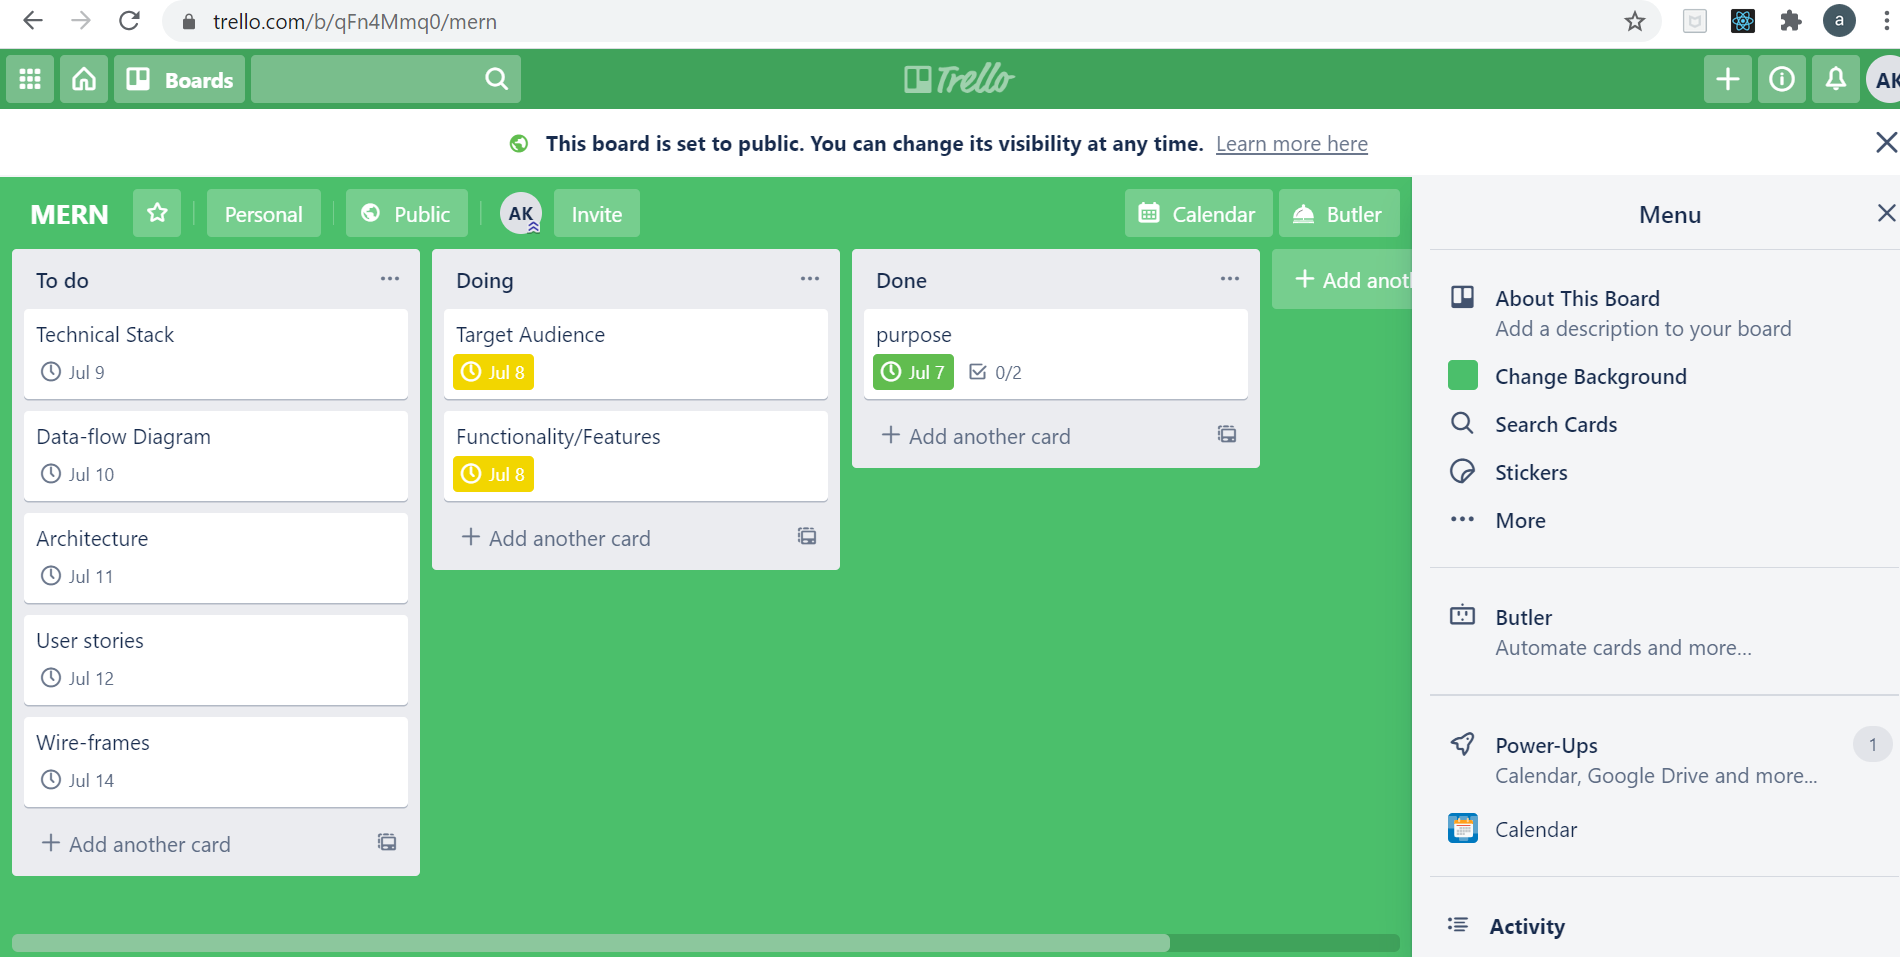 trello.com/b/qFn4Mmq0/mern
a
Boards
Trello
AK
This board is set to public. You can change its visibility at any time. Learn more here
MERN
Personal
Public
AK
Invite
Calendar
Butler
To do
Technical Stack
Jul 9
Data-flow Diagram
Jul 10
Architecture
Jul 11
User stories
Jul 12
Wire-frames
Jul 14
+ Add another card
Doing
Target Audience
Jul 8
Functionality/Features
Jul 8
+ Add another card
Done
purpose
Jul 7 0/2
+ Add another card
+ Add anot
Menu
About This Board
Add a description to your board
Change Background
Search Cards
Stickers
More
Butler
Automate cards and more...
Power-Ups
1
Calendar, Google Drive and more...
Calendar
Activity